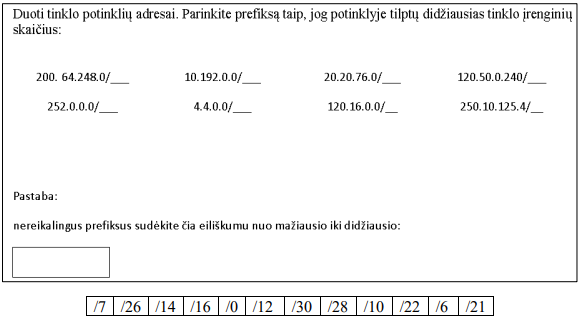 Duoti tinklo potinklių adresai. Parinkite prefiksą taip, jog potinklyje tilptų didžiausias tinklo įrenginių
skaičius:
200. 64.248.0/___ 10.192.0.0/___ 20.20.76.0/___ 120.50.0.240/___
252.0.0.0/___ 4.4.0.0/___ 120.16.0.0/__ 250.10.125.4/__
Pastaba:
nereikalingus prefiksus sudėkite čia eiliškumu nuo mažiausio iki didžiausio:
/7 /26 /14 /16 /0 /12 /30 /28 /10 /22 /6 /21